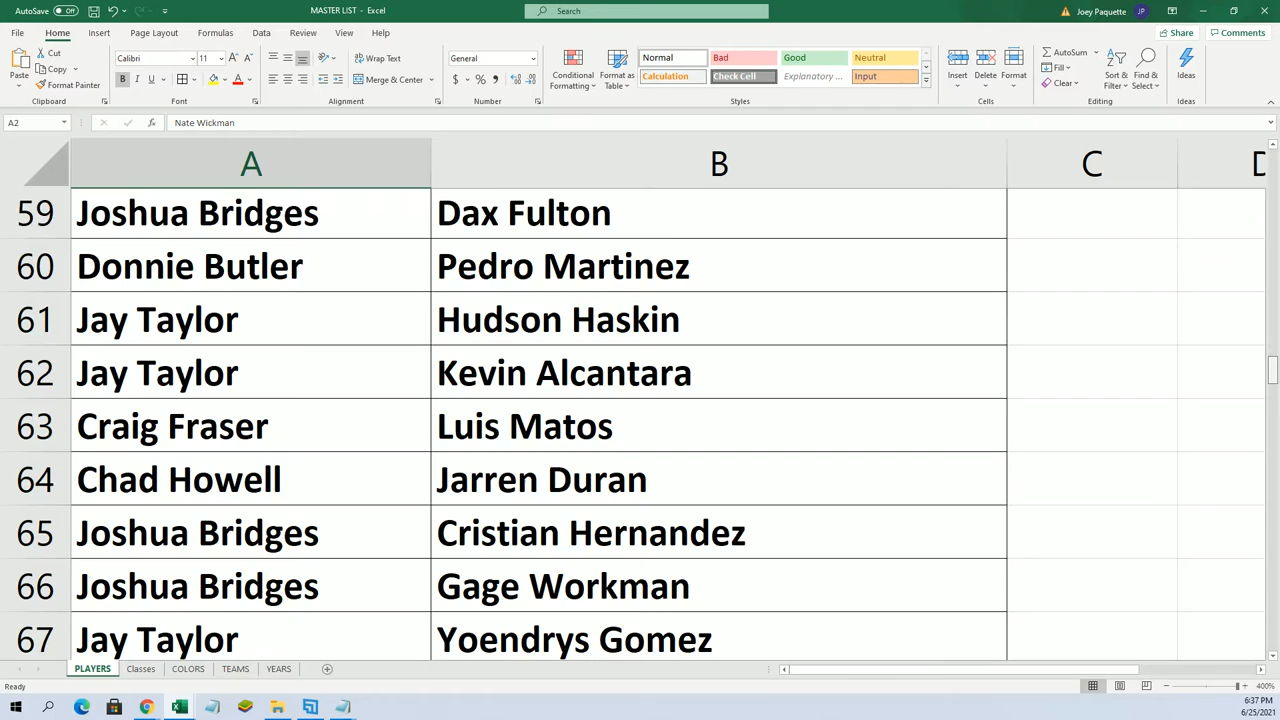 AutoSave Off MASTER LIST - Excel Search Joey Paquette JP
File Home Insert Page Layout Formulas Data Review View Help Share Comments
Cut Calibri 11 Wrap Text General Normal Bad Good Neutral AutoSum
Copy Fill
Paste Format Painter Merge & Center Conditional Formatting Format as Table Calculation Check Cell Explanatory ... Input Insert Delete Format Clear Sort & Filter Find & Select Ideas
Clipboard Font Alignment Number Styles Cells Editing Ideas
A2 Nate Wickman
A B C D
59 Joshua Bridges Dax Fulton
60 Donnie Butler Pedro Martinez
61 Jay Taylor Hudson Haskin
62 Jay Taylor Kevin Alcantara
63 Craig Fraser Luis Matos
64 Chad Howell Jarren Duran
65 Joshua Bridges Cristian Hernandez
66 Joshua Bridges Gage Workman
67 Jay Taylor Yoendrys Gomez
PLAYERS Classes COLORS TEAMS YEARS
Ready 400%
6:37 PM
6/25/2021